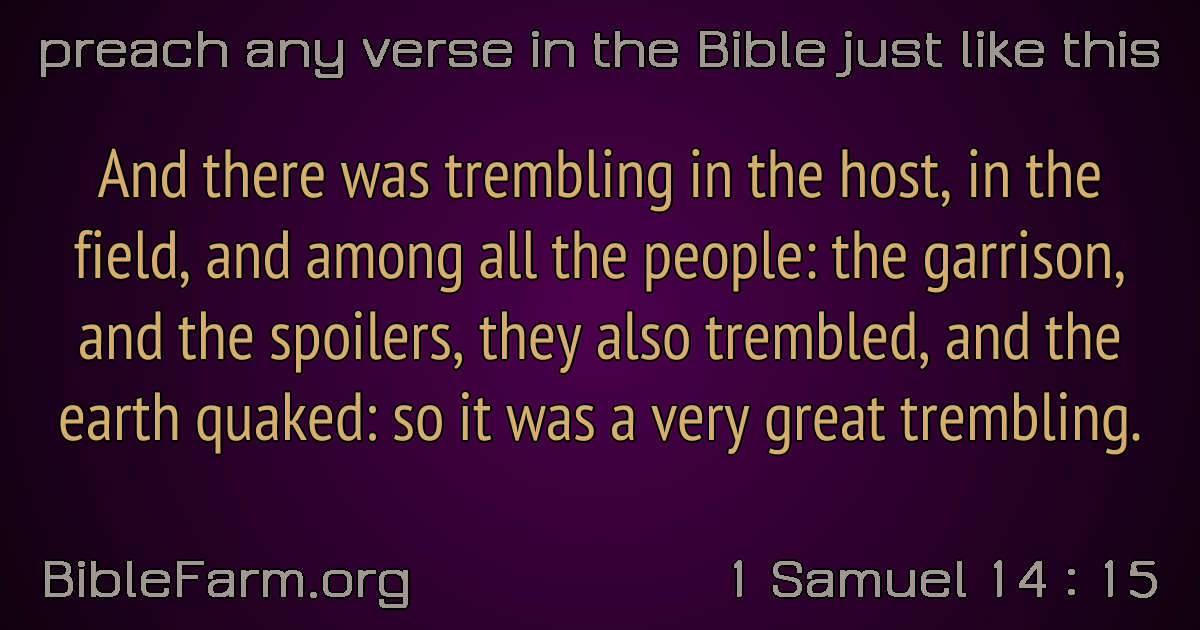 preach any verse in the Bible just like this
And there was trembling in the host, in the
field, and among all the people: the garrison,
and the spoilers, they also trembled, and the
earth quaked: so it was a very great trembling.
BibleFarm.org
1 Samuel 14 : 15